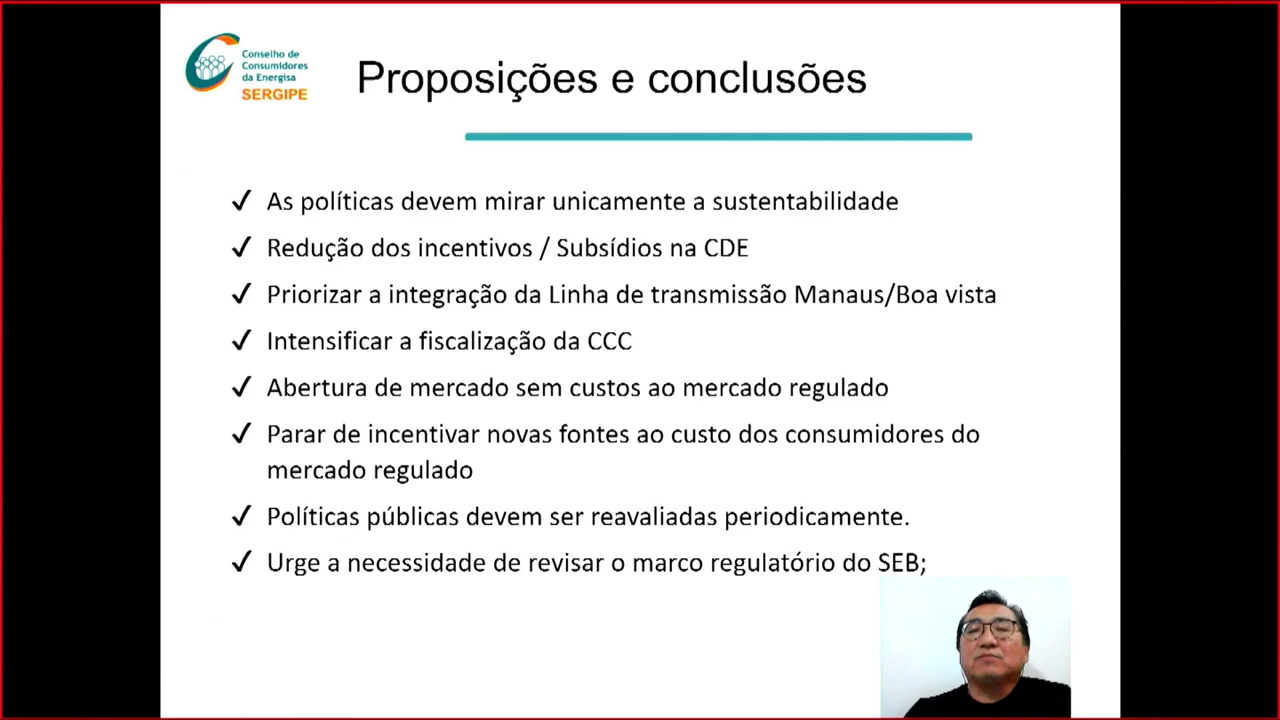 Conselho de
Consumidores
da Energisa
SERGIPE
Proposições e conclusões
✓ As políticas devem mirar unicamente a sustentabilidade
✓ Redução dos incentivos / Subsídios na CDE
✓ Priorizar a integração da Linha de transmissão Manaus/Boa vista
✓ Intensificar a fiscalização da CCC
✓ Abertura de mercado sem custos ao mercado regulado
✓ Parar de incentivar novas fontes ao custo dos consumidores do
mercado regulado
✓ Políticas públicas devem ser reavaliadas periodicamente.
✓ Urge a necessidade de revisar o marco regulatório do SEB;